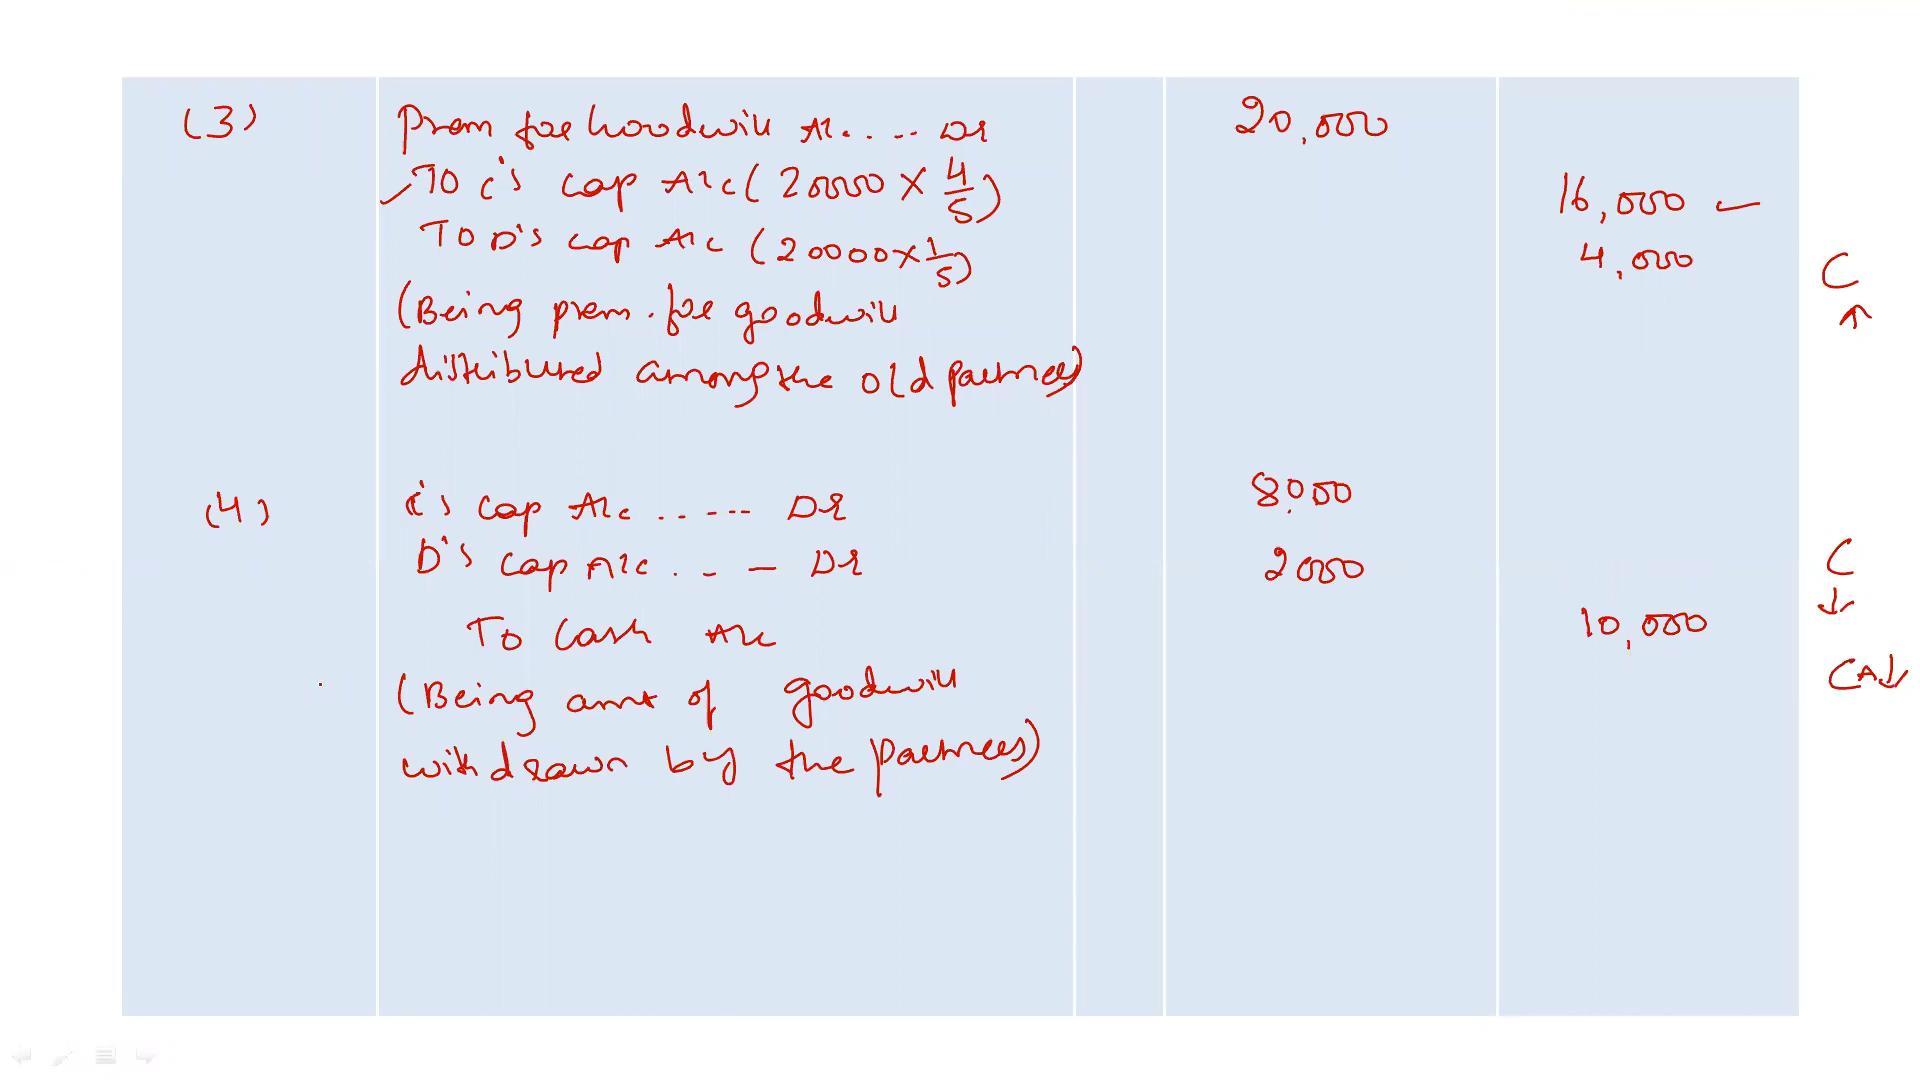 (3) Prem for Goodwill A/c .... Dr 20,000
To C's cap A/c (20000 × 4/5) 16,000
To D's cap A/c (20000 × 1/5) 4,000
C ↑
(Being prem. for goodwill
distributed among the old partners)
(4) C's cap A/c ..... Dr 8,000
D's cap A/c .. – Dr 2000
C ↓
To Cash A/c 10,000
CA↓
(Being amt of goodwill
withdrawn by the partners)